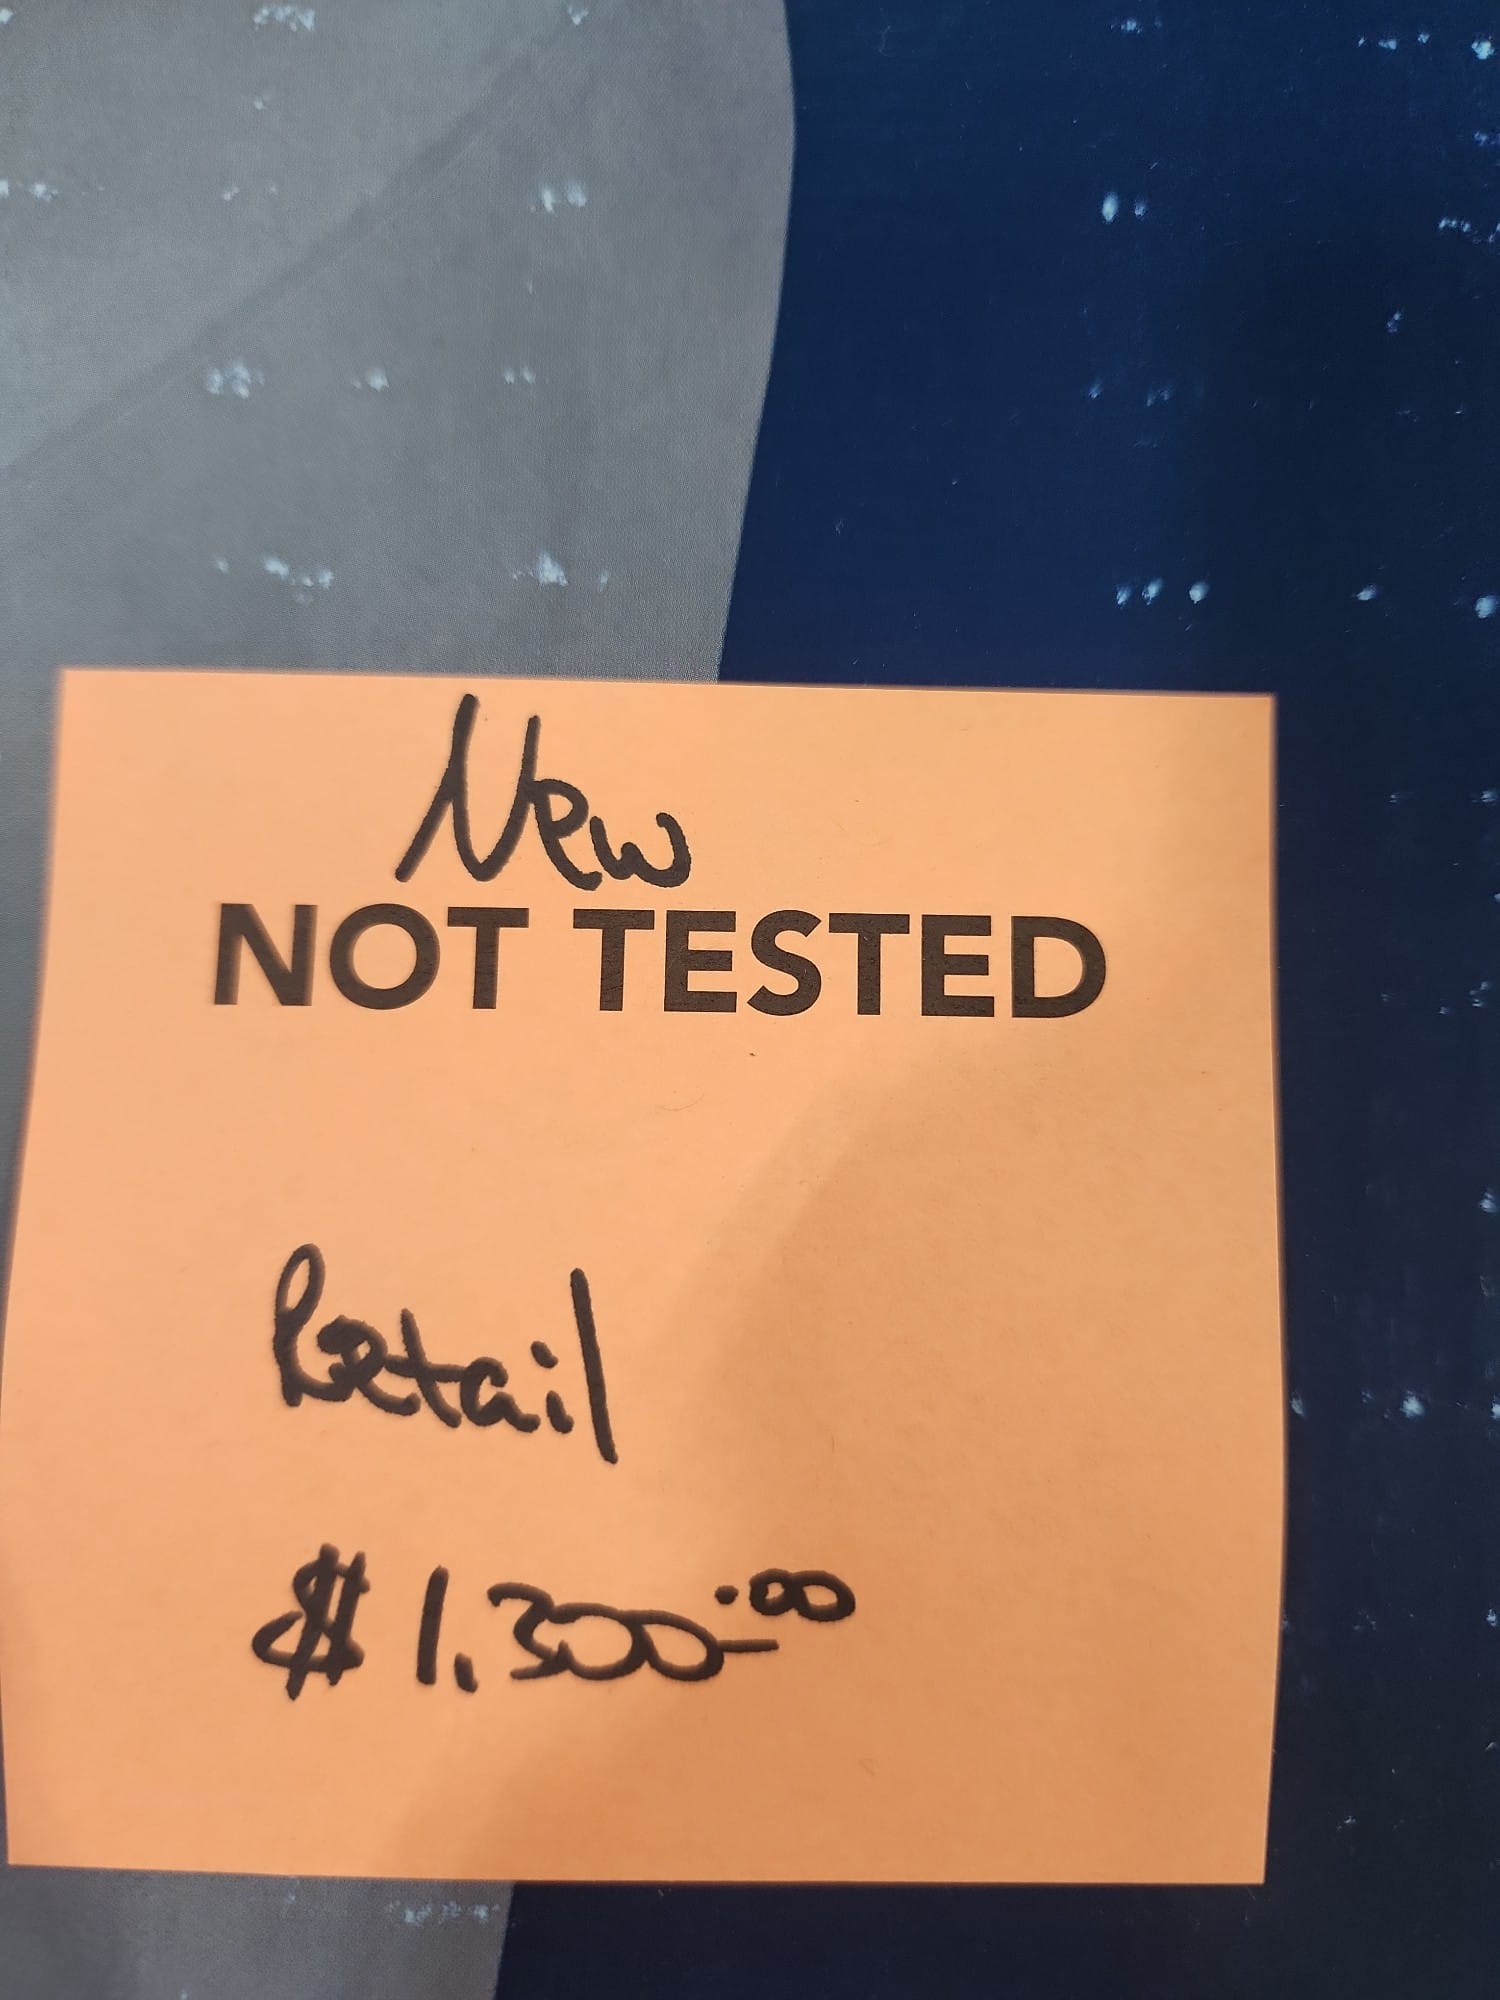 New
NOT TESTED
Retail
$1,300.00